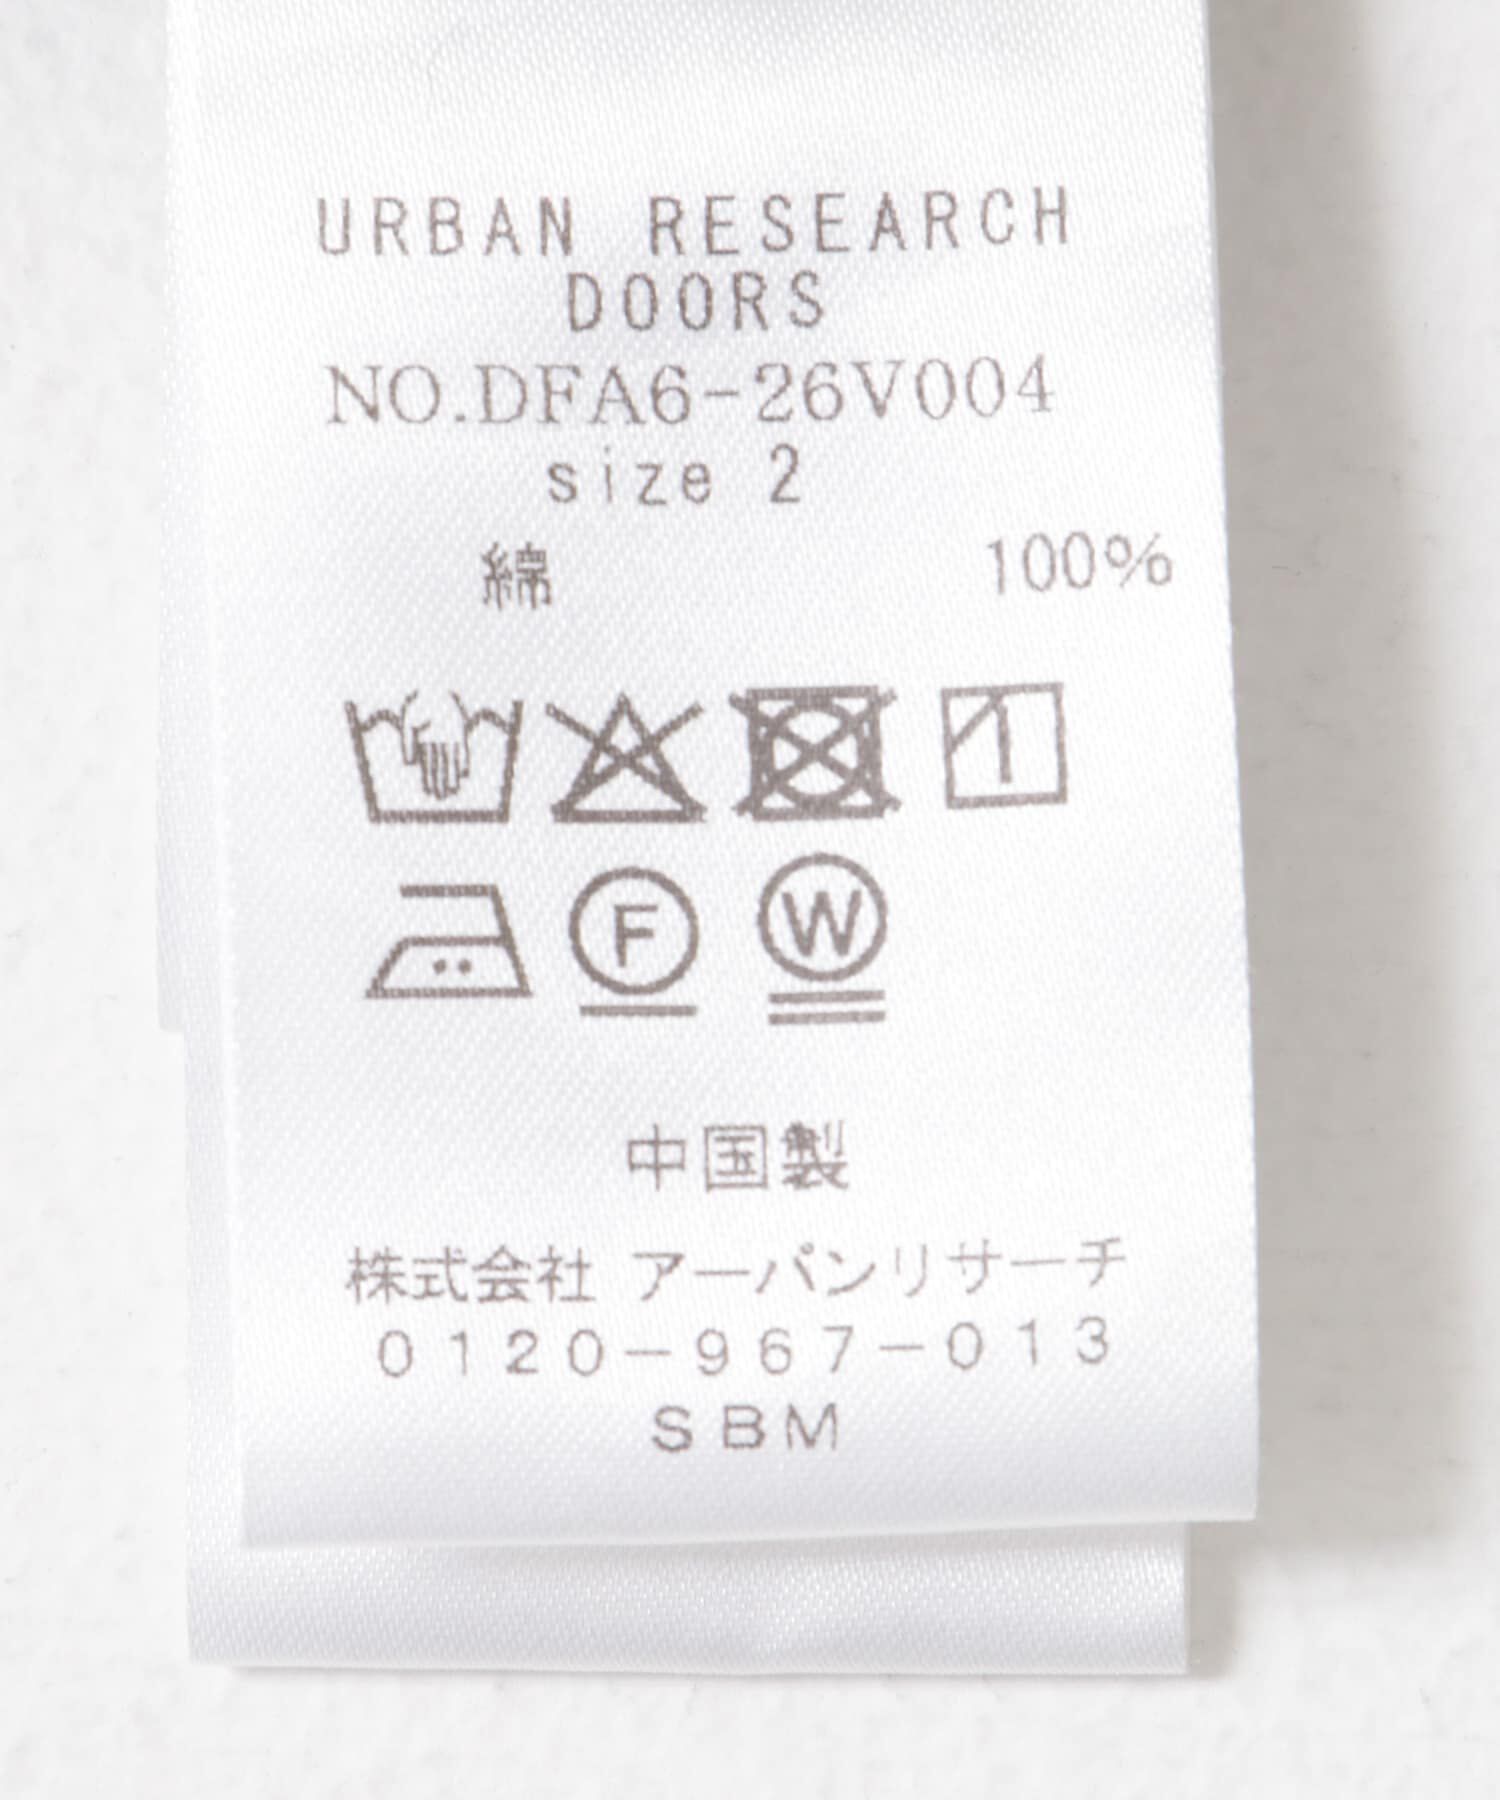 URBAN RESEARCH
DOORS
NO.DFA6-26V004
size 2
綿 100%
F W
中国製
株式会社 アーバンリサーチ
0120-967-013
SBM